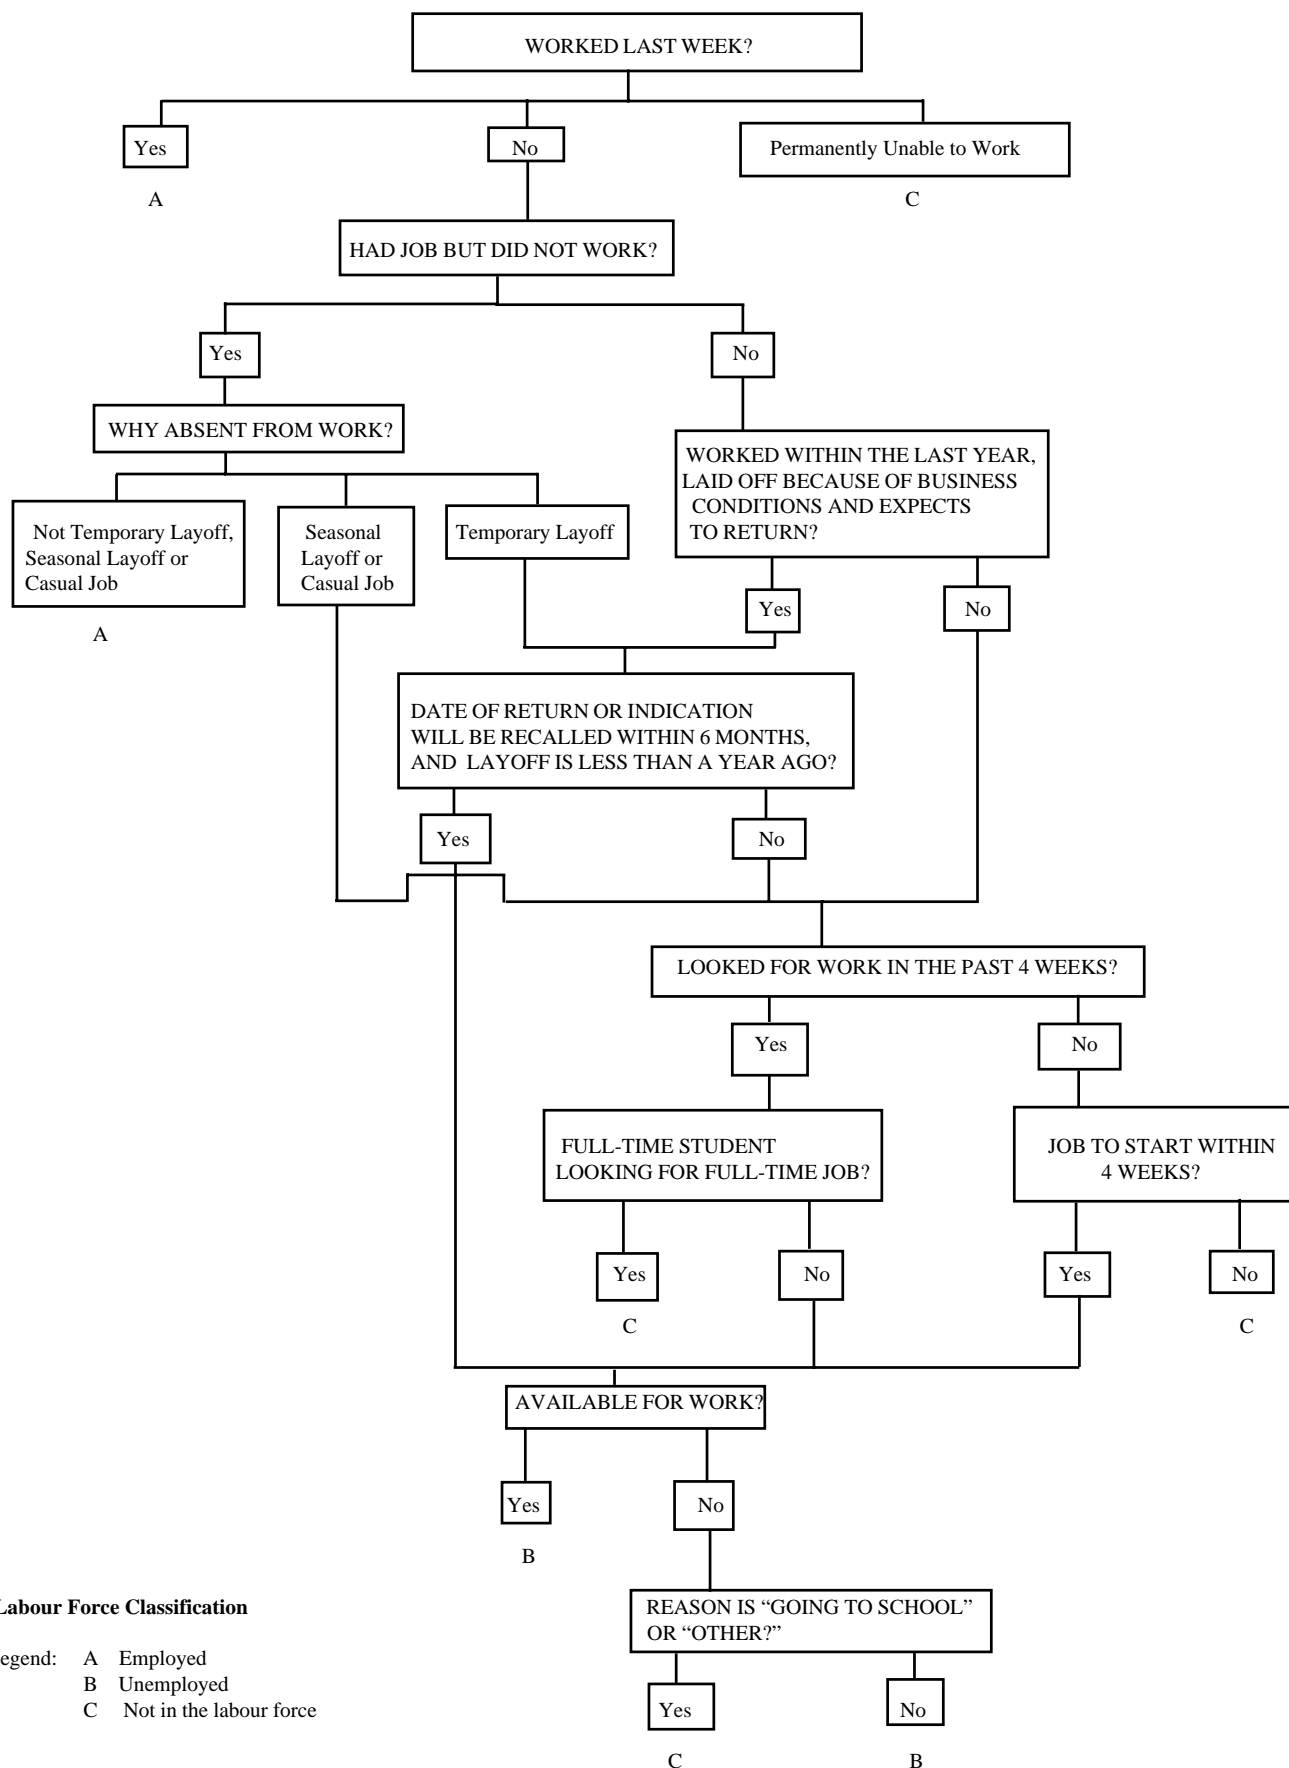 WORKED LAST WEEK?
Yes
No
Permanently Unable to Work
A
C
HAD JOB BUT DID NOT WORK?
Yes
No
WHY ABSENT FROM WORK?
WORKED WITHIN THE LAST YEAR,
LAID OFF BECAUSE OF BUSINESS
CONDITIONS AND EXPECTS
TO RETURN?
Not Temporary Layoff,
Seasonal Layoff or
Casual Job
Seasonal
Layoff or
Casual Job
Temporary Layoff
A
Yes
No
DATE OF RETURN OR INDICATION
WILL BE RECALLED WITHIN 6 MONTHS,
AND LAYOFF IS LESS THAN A YEAR AGO?
Yes
No
LOOKED FOR WORK IN THE PAST 4 WEEKS?
Yes
No
FULL-TIME STUDENT
LOOKING FOR FULL-TIME JOB?
JOB TO START WITHIN
4 WEEKS?
Yes
No
Yes
No
C
C
AVAILABLE FOR WORK?
Yes
No
B
REASON IS “GOING TO SCHOOL”
OR “OTHER?”
Yes
No
C
B
Labour Force Classification
egend: A Employed
B Unemployed
C Not in the labour force